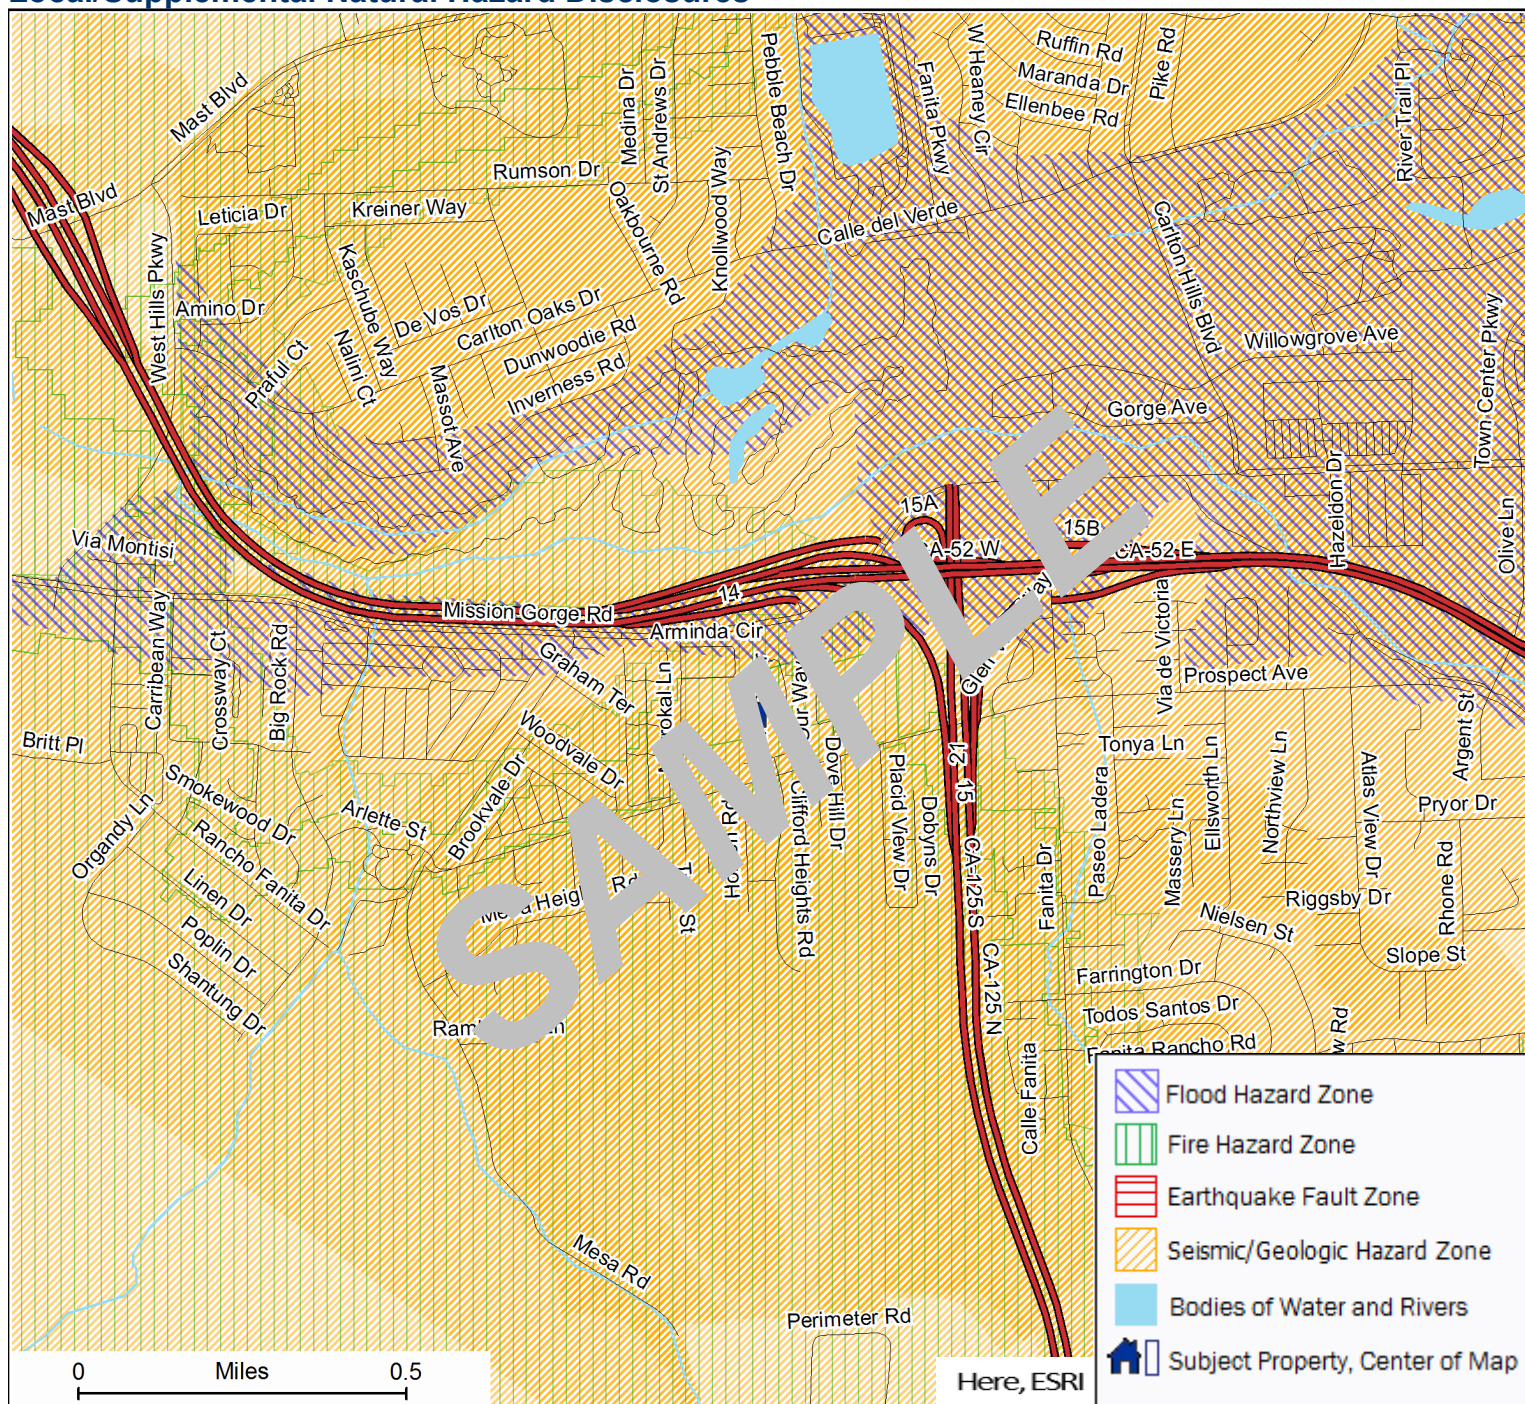 Local/Supplemental Natural Hazard Disclosures
Mast Blvd
Pebble Beach Dr
W Heaney Cir
Ruffin Rd
Pike Rd
Maranda Dr
Ellenbee Rd
Fanita Pkwy
River Trail Pl
Medina Dr
St Andrews Dr
Rumson Dr
Mast Blvd
Leticia Dr
Kreiner Way
Oakbourne Rd
Knollwood Way
Calle del Verde
Carlton Hills Blvd
West Hills Pkwy
Kaschube Way
Amino Dr
De Vos Dr
Carlton Oaks Dr
Dunwoodie Rd
Inverness Rd
Praful Ct
Nalini Ct
Massot Ave
Willowgrove Ave
Town Center Pkwy
Gorge Ave
Hazeldon Dr
Olive Ln
15A
15B
CA-52 W
CA-52 E
Via Montisi
14
Mission Gorge Rd
Arminda Cir
Carribean Way
Crossway Ct
Big Rock Rd
Graham Ter
Via de Victoria
Prospect Ave
Argent St
Britt Pl
Woodvale Dr
Tonya Ln
Smokewood Dr
Organdy Ln
Arlette St
Brookvale Dr
Dove Hill Dr
Clifford Heights Rd
Placid View Dr
Dobyns Dr
21
15
Paseo Ladera
Massery Ln
Ellsworth Ln
Northview Ln
Atlas View Dr
Pryor Dr
Rancho Fanita Dr
Linen Dr
Poplin Dr
Shantung Dr
St
CA-125 S
CA-125 N
Fanita Dr
Riggsby Dr
Nielsen St
Rhone Rd
Slope St
Farrington Dr
Todos Santos Dr
Fanita Rancho Rd
w Rd
Calle Fanita
Mesa Rd
Perimeter Rd
SAMPLE
Flood Hazard Zone
Fire Hazard Zone
Earthquake Fault Zone
Seismic/Geologic Hazard Zone
Bodies of Water and Rivers
Subject Property, Center of Map
0 Miles 0.5
Here, ESRI